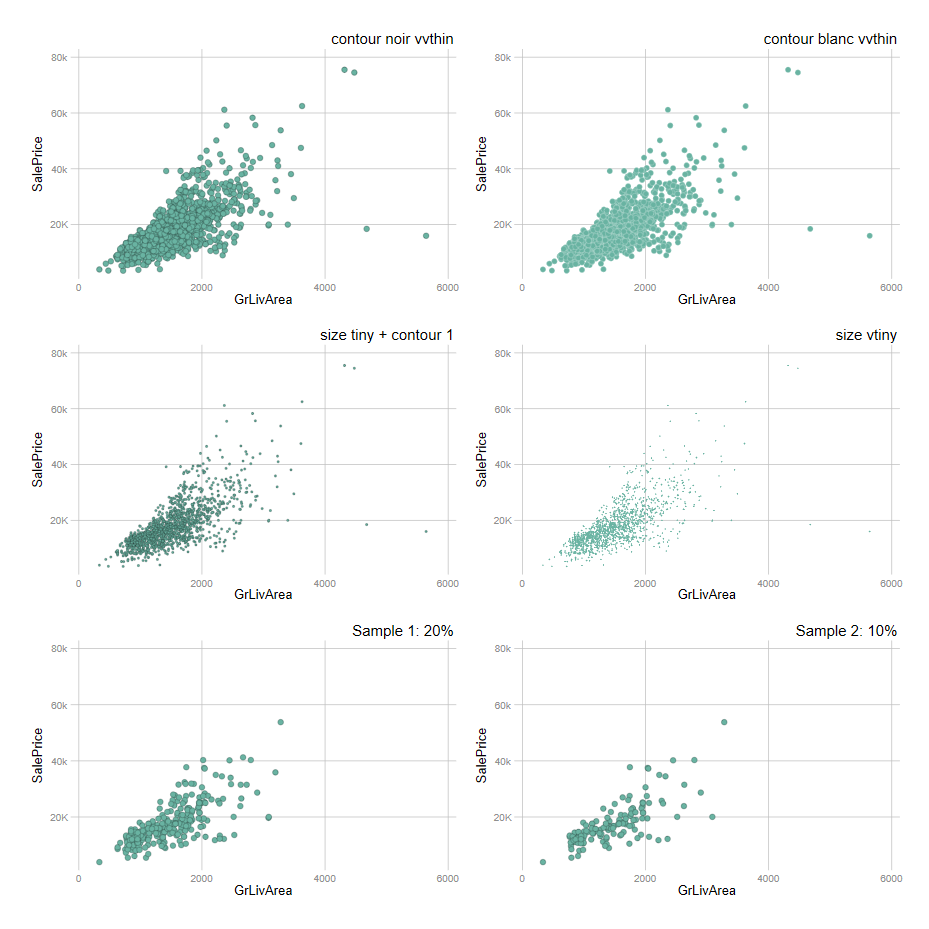 contour noir vvthin
80k
60k
40k
20K
SalePrice
0 2000 4000 6000
GrLivArea
contour blanc vvthin
80k
60k
40k
20K
SalePrice
0 2000 4000 6000
GrLivArea
size tiny + contour 1
80k
60k
40k
20K
SalePrice
0 2000 4000 6000
GrLivArea
size vtiny
80k
60k
40k
20K
SalePrice
0 2000 4000 6000
GrLivArea
Sample 1: 20%
80k
60k
40k
20K
SalePrice
0 2000 4000 6000
GrLivArea
Sample 2: 10%
80k
60k
40k
20K
SalePrice
0 2000 4000 6000
GrLivArea